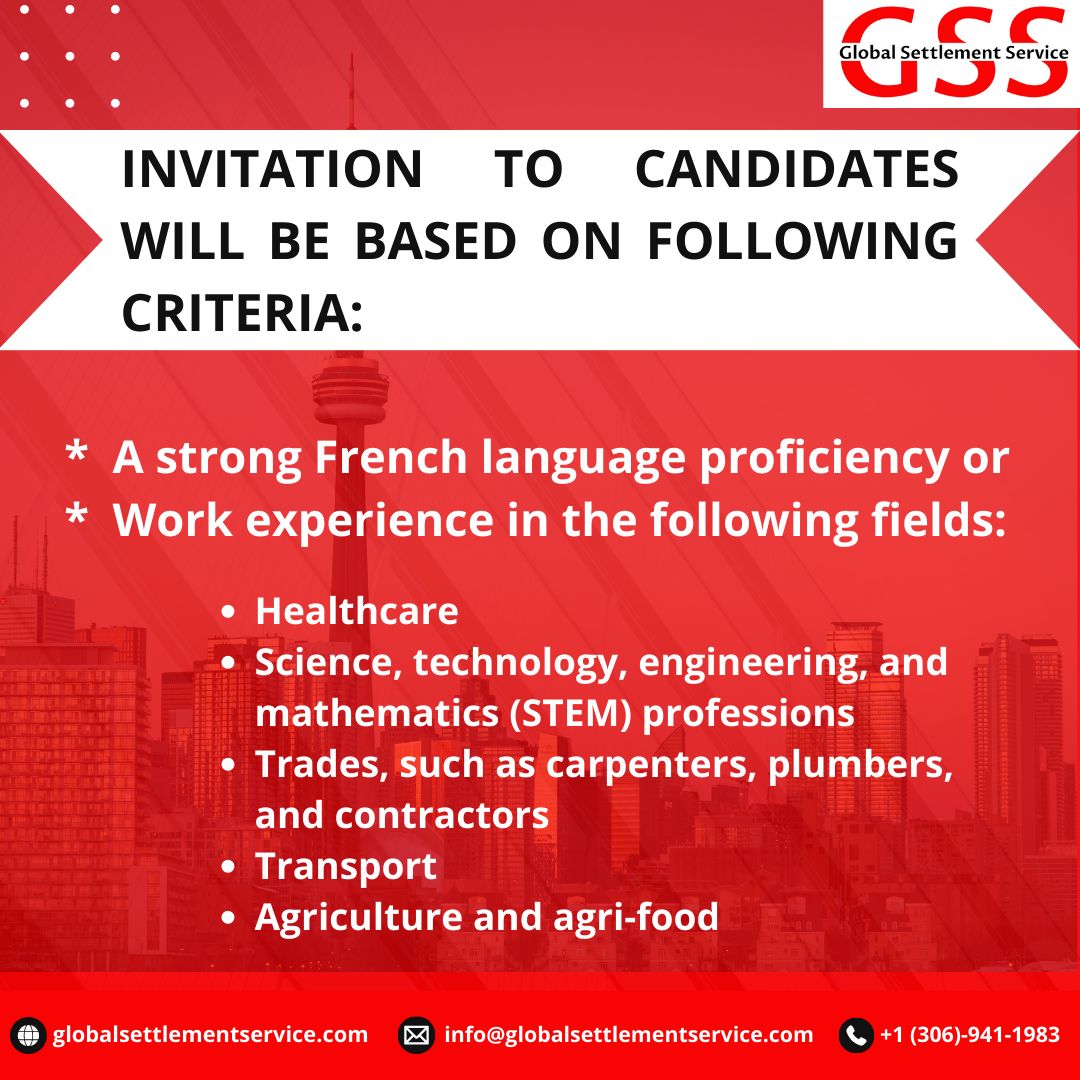 GSS
Global Settlement Service
INVITATION TO CANDIDATES
WILL BE BASED ON FOLLOWING
CRITERIA:
* A strong French language proficiency or
* Work experience in the following fields:
• Healthcare
• Science, technology, engineering, and
mathematics (STEM) professions
• Trades, such as carpenters, plumbers,
and contractors
• Transport
• Agriculture and agri-food
globalsettlementservice.com info@globalsettlementservice.com +1 (306)-941-1983